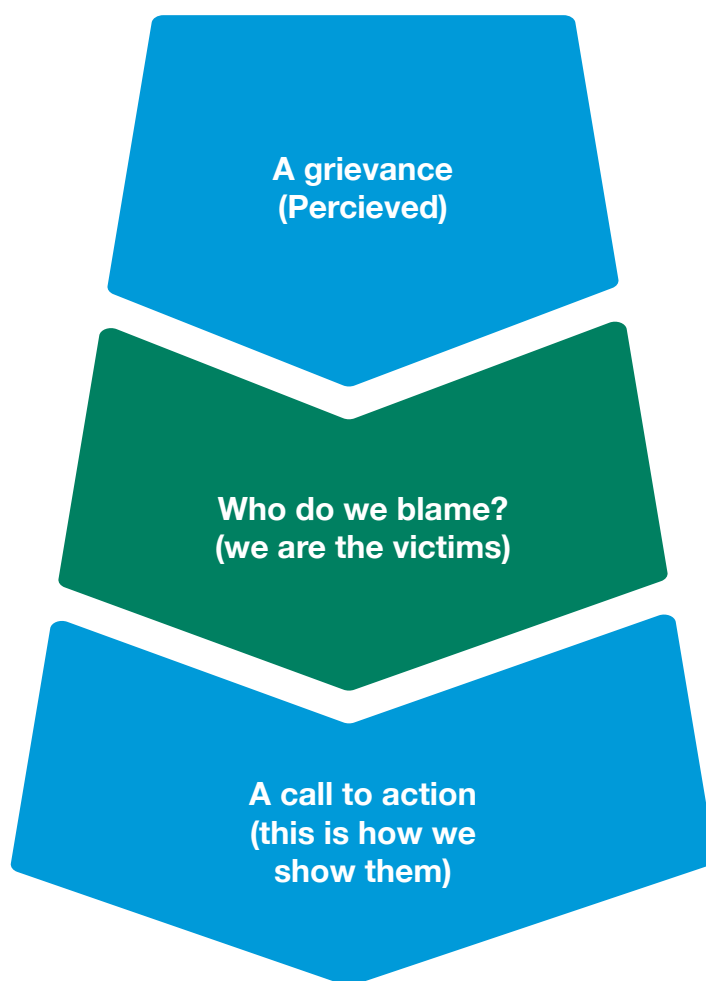 A grievance
(Percieved)
Who do we blame?
(we are the victims)
A call to action
(this is how we
show them)